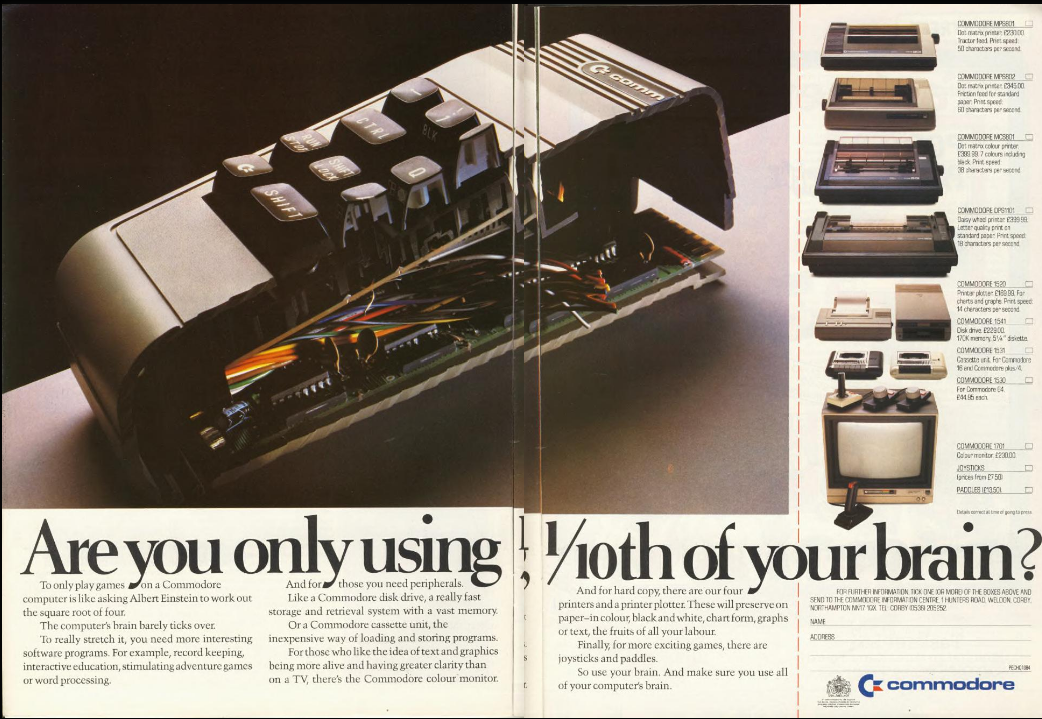 comm
CTRL
RUN
STOP
1
BLK
SHIFT
LOCK
Q
SHIFT
Are you only using 1/10th of your brain?
To only play games on a Commodore
computer is like asking Albert Einstein to work out
the square root of four.
The computer's brain barely ticks over.
To really stretch it, you need more interesting
software programs. For example, record keeping,
interactive education, stimulating adventure games
or word processing.
And for those you need peripherals.
Like a Commodore disk drive, a really fast
storage and retrieval system with a vast memory.
Or a Commodore cassette unit, the
inexpensive way of loading and storing programs.
For those who like the idea of text and graphics
being more alive and having greater clarity than
on a TV, there's the Commodore colour monitor.
And for hard copy, there are our four
printers and a printer plotter. These will preserve on
paper–in colour, black and white, chart form, graphs
or text, the fruits of all your labour.
Finally, for more exciting games, there are
joysticks and paddles.
So use your brain. And make sure you use all
of your computer's brain.
COMMODORE MPS801
Dot matrix printer. £230.00.
Tractor feed. Print speed:
50 characters per second.
COMMODORE MPS802
Dot matrix printer. £345.00.
Friction feed for standard
paper. Print speed:
60 characters per second.
COMMODORE MCS801
Dot matrix colour printer.
£399.99. 7 colours including
black. Print speed:
38 characters per second.
COMMODORE DPS1101
Daisy wheel printer. £399.99.
Letter quality print on
standard paper. Print speed:
18 characters per second.
COMMODORE 1520
Printer plotter. £169.99. For
charts and graphs. Print speed:
14 characters per second.
COMMODORE 1541
Disk drive. £229.00.
170K memory, 5¼" diskette.
COMMODORE 1531
Cassette unit. For Commodore
16 and Commodore plus/4.
COMMODORE 1530
For Commodore 64.
£44.95 each.
COMMODORE 1701
Colour monitor. £230.00.
JOYSTICKS
(prices from £7.50)
PADDLES (£13.50)
Details correct at time of going to press.
FOR FURTHER INFORMATION, TICK ONE (OR MORE) OF THE BOXES ABOVE AND
SEND TO THE COMMODORE INFORMATION CENTRE, 1 HUNTERS ROAD, WELDON, CORBY,
NORTHAMPTON NN17 1QX. TEL: CORBY (0536) 205252.
NAME
ADDRESS
PECH01084
commodore